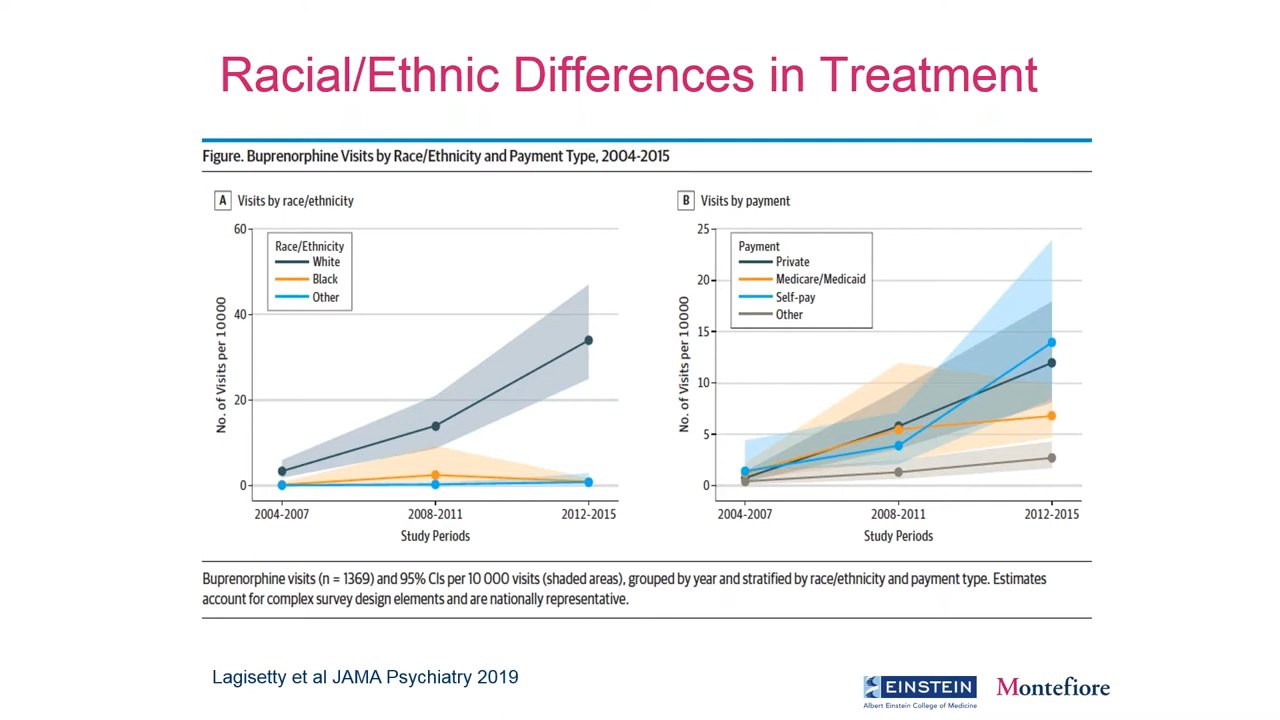 Racial/Ethnic Differences in Treatment
Figure. Buprenorphine Visits by Race/Ethnicity and Payment Type, 2004-2015
A Visits by race/ethnicity
60
40
20
0
No. of Visits per 10000
Race/Ethnicity
White
Black
Other
2004-2007 2008-2011 2012-2015
Study Periods
B Visits by payment
25
20
15
10
5
0
No. of Visits per 10000
Payment
Private
Medicare/Medicaid
Self-pay
Other
2004-2007 2008-2011 2012-2015
Study Periods
Buprenorphine visits (n = 1369) and 95% CIs per 10 000 visits (shaded areas), grouped by year and stratified by race/ethnicity and payment type. Estimates
account for complex survey design elements and are nationally representative.
Lagisetty et al JAMA Psychiatry 2019
EINSTEIN
Albert Einstein College of Medicine
Montefiore